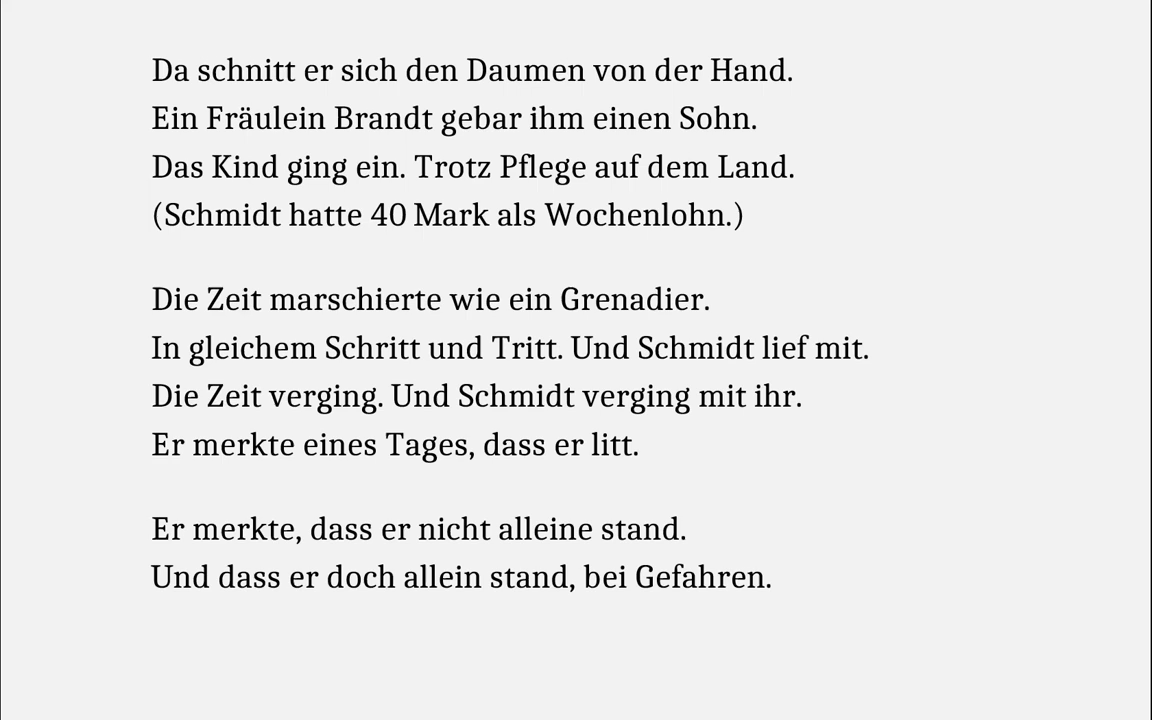 Da schnitt er sich den Daumen von der Hand.
Ein Fräulein Brandt gebar ihm einen Sohn.
Das Kind ging ein. Trotz Pflege auf dem Land.
(Schmidt hatte 40 Mark als Wochenlohn.)
Die Zeit marschierte wie ein Grenadier.
In gleichem Schritt und Tritt. Und Schmidt lief mit.
Die Zeit verging. Und Schmidt verging mit ihr.
Er merkte eines Tages, dass er litt.
Er merkte, dass er nicht alleine stand.
Und dass er doch allein stand, bei Gefahren.